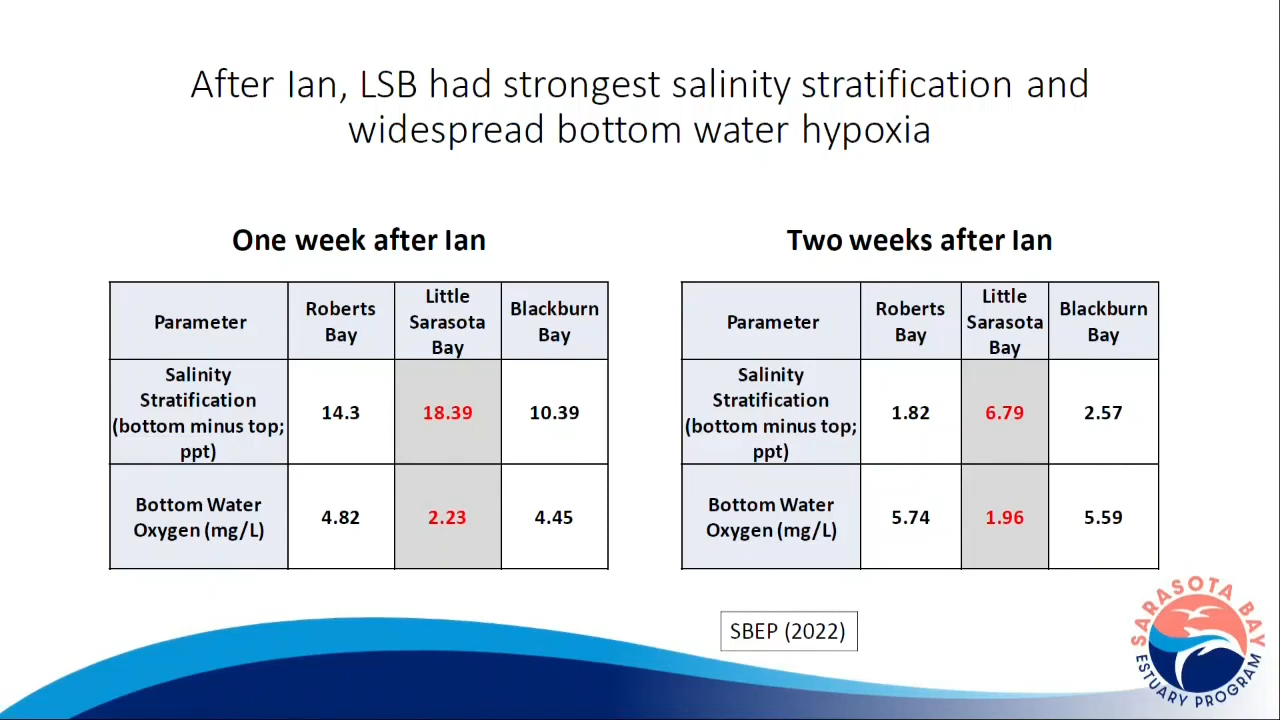 After Ian, LSB had strongest salinity stratification and
widespread bottom water hypoxia
One week after Ian
Parameter
Roberts
Bay
Little
Sarasota
Bay
Blackburn
Bay
Salinity
Stratification
(bottom minus top;
ppt)
14.3
18.39
10.39
Bottom Water
Oxygen (mg/L)
4.82
2.23
4.45
Two weeks after Ian
Parameter
Roberts
Bay
Little
Sarasota
Bay
Blackburn
Bay
Salinity
Stratification
(bottom minus top;
ppt)
1.82
6.79
2.57
Bottom Water
Oxygen (mg/L)
5.74
1.96
5.59
SBEP (2022)
SARASOTA BAY
ESTUARY PROGRAM